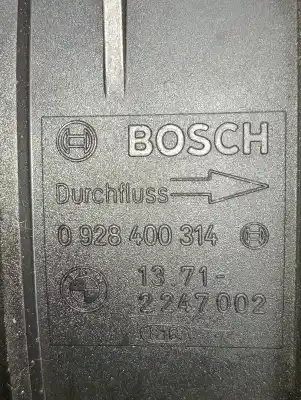 BOSCH
Durchfluss
0 928 400 314
13.71-
2 247 002